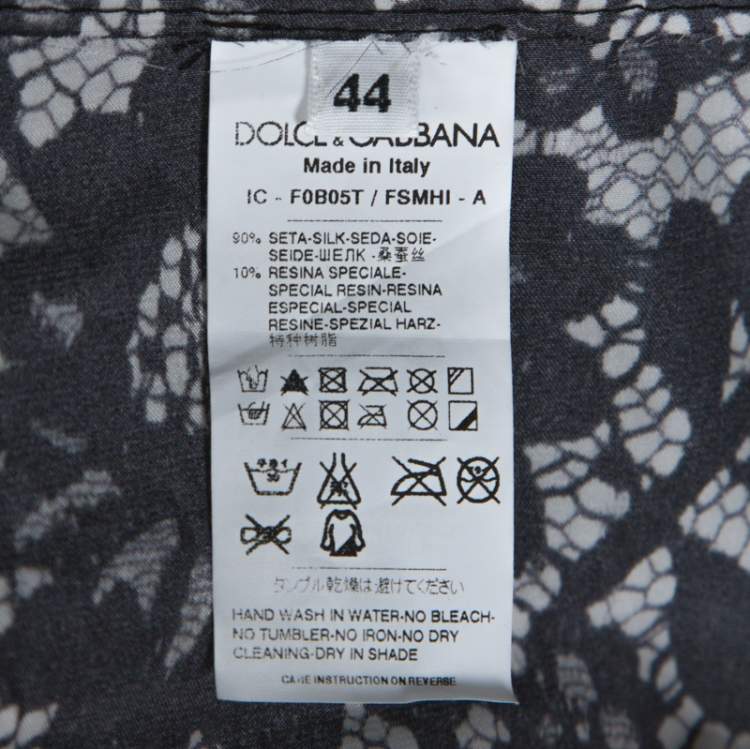 44
DOLCE & GABBANA
Made in Italy
IC - F0B05T / FSMHI - A
90% SETA-SILK-SEDA-SOIE-
SEIDE-ШЕЛК -桑蚕丝
10% RESINA SPECIALE-
SPECIAL RESIN-RESINA
ESPECIAL-SPECIAL
RESINE-SPEZIAL HARZ-
特种树脂
30
タンブル乾燥は避けてください
HAND WASH IN WATER-NO BLEACH-
NO TUMBLER-NO IRON-NO DRY
CLEANING-DRY IN SHADE
CARE INSTRUCTION ON REVERSE